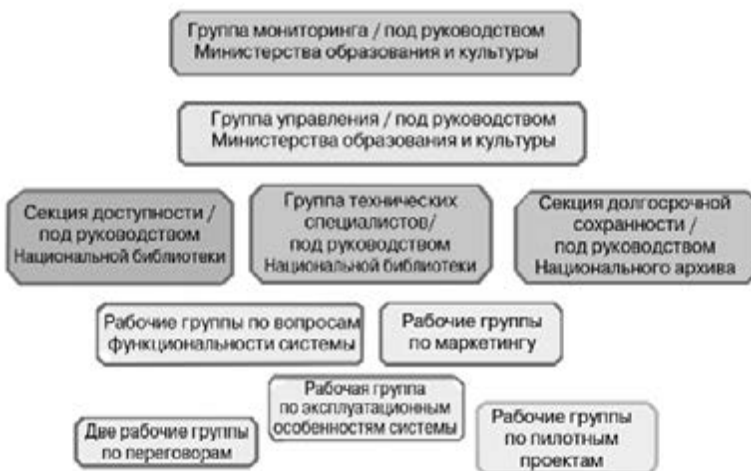 Группа мониторинга / под руководством
Министерства образования и культуры
Группа управления / под руководством
Министерства образования и культуры
Секция доступности /
под руководством
Национальной библиотеки
Группа технических
специалистов/
под руководством
Национальной библиотеки
Секция долгосрочной
сохранности /
под руководством
Национального архива
Рабочие группы по вопросам
функциональности системы
Рабочие группы
по маркетингу
Рабочая группа
по эксплуатационным
особенностям системы
Две рабочие группы
по переговорам
Рабочие группы
по пилотным
проектам